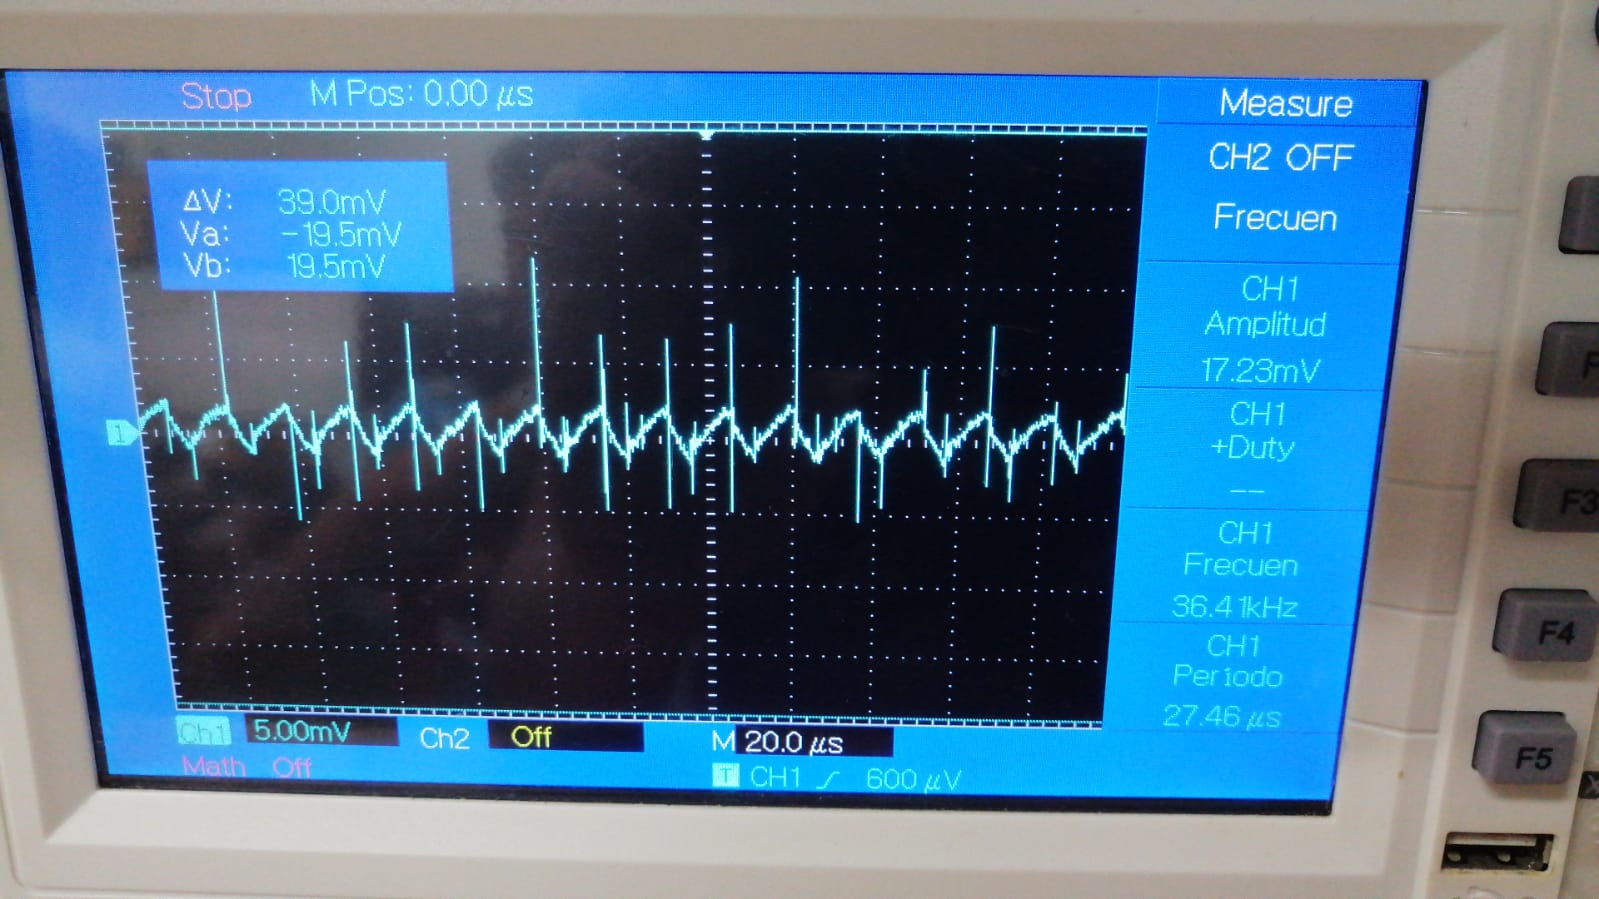 Stop M Pos: 0.00 μs
Measure
CH2 OFF
Frecuen
ΔV: 39.0mV
Va: -19.5mV
Vb: 19.5mV
CH1
Amplitud
17.23mV
1
CH1
+Duty
--
CH1
Frecuen
36.41kHz
CH1
Período
27.46 μs
Ch1 5.00mV Ch2 Off M 20.0 μs
Math Off T CH1 600 μV
F3
F4
F5